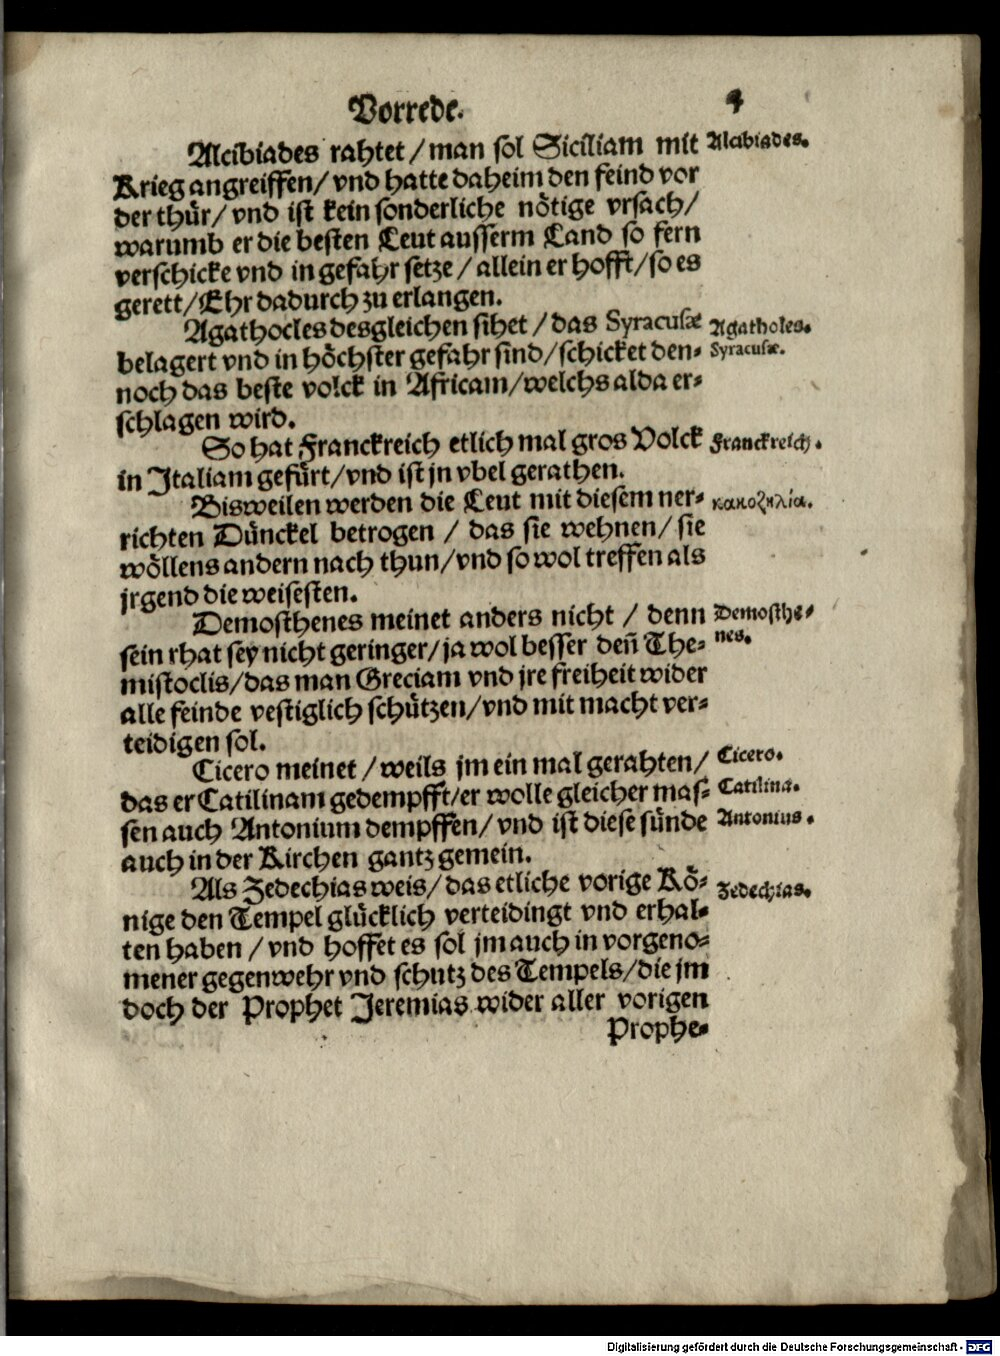 Vorrede. 4
Alcibiades rahtet / man sol Siciliam mit Alcibiades.
Krieg angreiffen / vnd hatte daheim den feind vor
der thür / vnd ist kein sonderliche nötige vrsach /
warumb er die besten Leut ausserm Land so fern
verschicke vnd in gefahr setze / allein er hofft / so es
gerett / Ehr dadurch zu erlangen.
Agathocles desgleichen sihet / das Syracusæ Agatholes.
belagert vnd in höchster gefahr sind / schicket den- Syracusæ.
noch das beste volck in Africam / welchs alda er-
schlagen wird.
So hat Franckreich etlich mal gros Volck Franckreich.
in Italiam gefürt / vnd ist jn vbel gerathen.
Bisweilen werden die Leut mit diesem ner- κακοζηλία.
richten Dünckel betrogen / das sie wehnen / sie
wöllens andern nach thun / vnd so wol treffen als
jrgend die weisesten.
Demosthenes meinet anders nicht / denn Demosthe-
sein rhat sey nicht geringer / ja wol besser deñ The- nes.
mistoclis / das man Greciam vnd jre freiheit wider
alle feinde vestiglich schützen / vnd mit macht ver-
teidigen sol.
Cicero meinet / weils jm ein mal gerahten / Cicero.
das er Catilinam gedempfft / er wolle gleicher mas- Catilina.
sen auch Antonium dempffen / vnd ist diese sünde Antonius.
auch in der Kirchen gantz gemein.
Als Zedechias weis / das etliche vorige Kö- Zedechias.
nige den Tempel glücklich verteidingt vnd erhal-
ten haben / vnd hoffet es sol jm auch in vorgeno-
mener gegenwehr vnd schutz des Tempels / die jm
doch der Prophet Jeremias wider aller vorigen
Prophe-
Digitalisierung gefördert durch die Deutsche Forschungsgemeinschaft - DFG